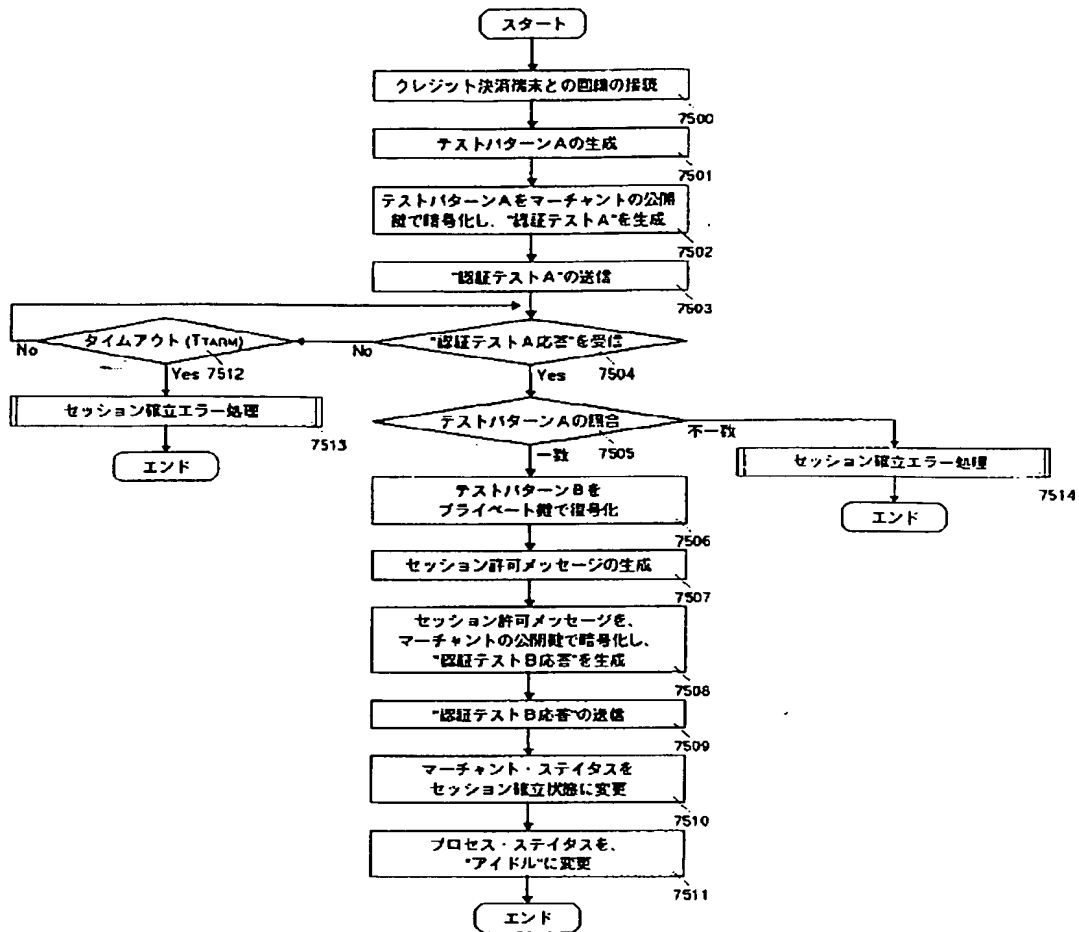 スタート
クレジット決済端末との回線の接続
7500
テストパターンAの生成
7501
テストパターンAをマーチャントの公開
鍵で暗号化し、"認証テストA"を生成
7502
"認証テストA"の送信
7503
タイムアウト(TTARM)
No
Yes 7512
"認証テストA応答"を受信
No
Yes
7504
セッション確立エラー処理
7513
エンド
テストパターンAの照合
不一致
一致
7505
セッション確立エラー処理
7514
エンド
テストパターンBを
プライベート鍵で復号化
7506
セッション許可メッセージの生成
7507
セッション許可メッセージを、
マーチャントの公開鍵で暗号化し、
"認証テストB応答"を生成
7508
"認証テストB応答"の送信
7509
マーチャント・ステイタスを
セッション確立状態に変更
7510
プロセス・ステイタスを、
"アイドル"に変更
7511
エンド